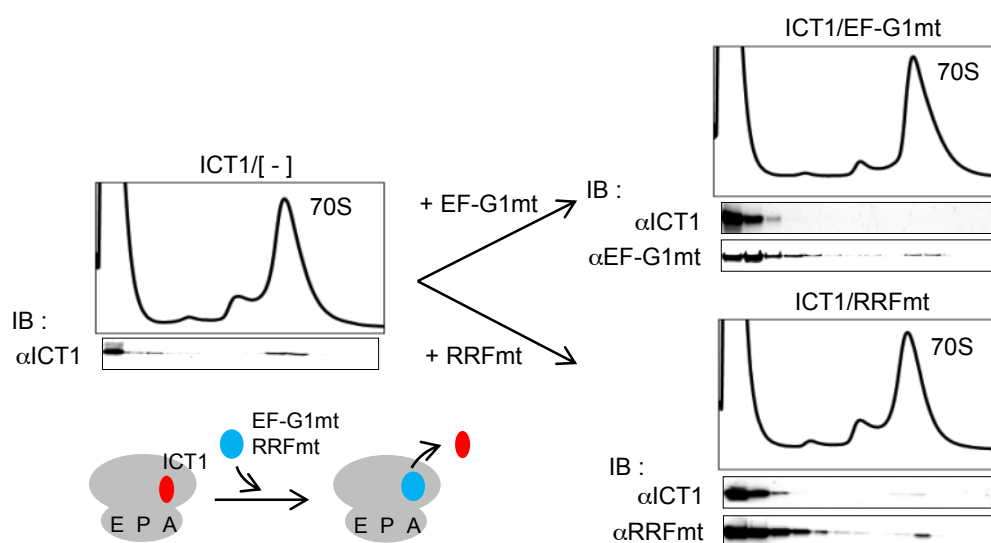 ICT1/[ - ]
70S
IB :
αICT1
+ EF-G1mt
+ RRFmt
ICT1/EF-G1mt
70S
IB :
αICT1
αEF-G1mt
ICT1/RRFmt
70S
IB :
αICT1
αRRFmt
EF-G1mt
RRFmt
ICT1
E P A
E P A